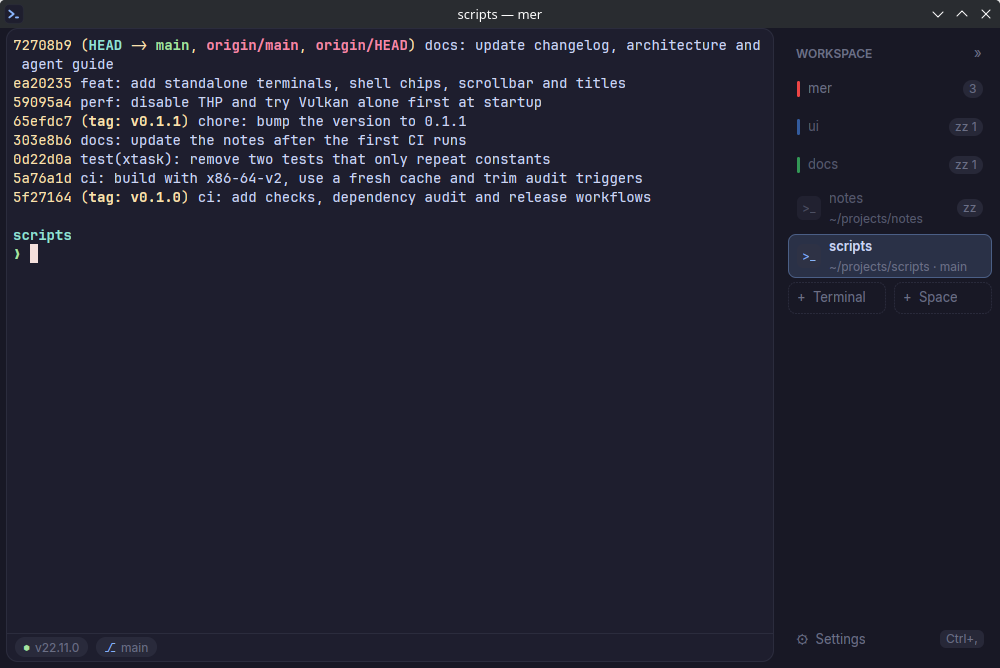 scripts — mer
72708b9 (HEAD -> main, origin/main, origin/HEAD) docs: update changelog, architecture and
agent guide
ea20235 feat: add standalone terminals, shell chips, scrollbar and titles
59095a4 perf: disable THP and try Vulkan alone first at startup
65efdc7 (tag: v0.1.1) chore: bump the version to 0.1.1
303e8b6 docs: update the notes after the first CI runs
0d22d0a test(xtask): remove two tests that only repeat constants
5a76a1d ci: build with x86-64-v2, use a fresh cache and trim audit triggers
5f27164 (tag: v0.1.0) ci: add checks, dependency audit and release workflows
scripts
❯
v22.11.0
main
WORKSPACE »
mer 3
ui zz 1
docs zz 1
>_ notes zz
~/projects/notes
>_ scripts
~/projects/scripts · main
+ Terminal
+ Space
Settings Ctrl+,